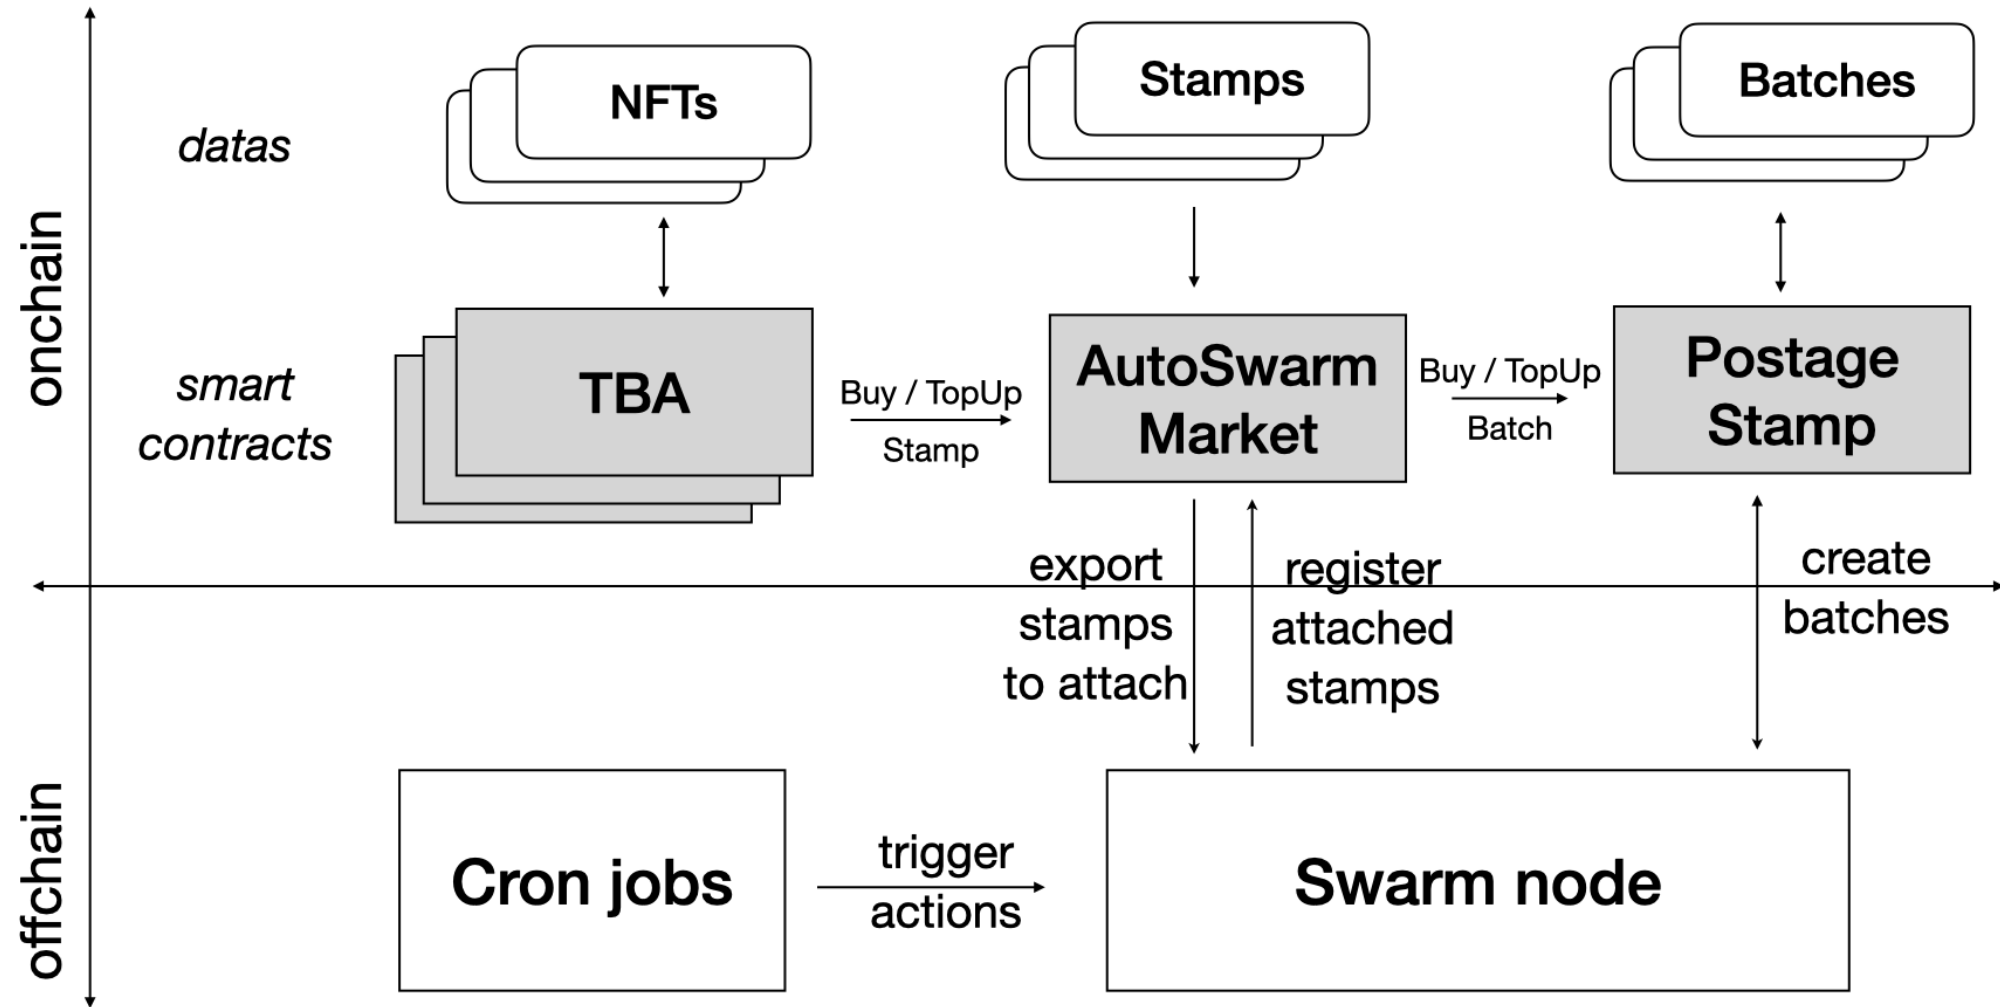 onchain
datas
NFTs
Stamps
Batches
smart
contracts
TBA
Buy / TopUp
Stamp
AutoSwarm
Market
Buy / TopUp
Batch
Postage
Stamp
export
stamps
to attach
register
attached
stamps
create
batches
offchain
Cron jobs
trigger
actions
Swarm node